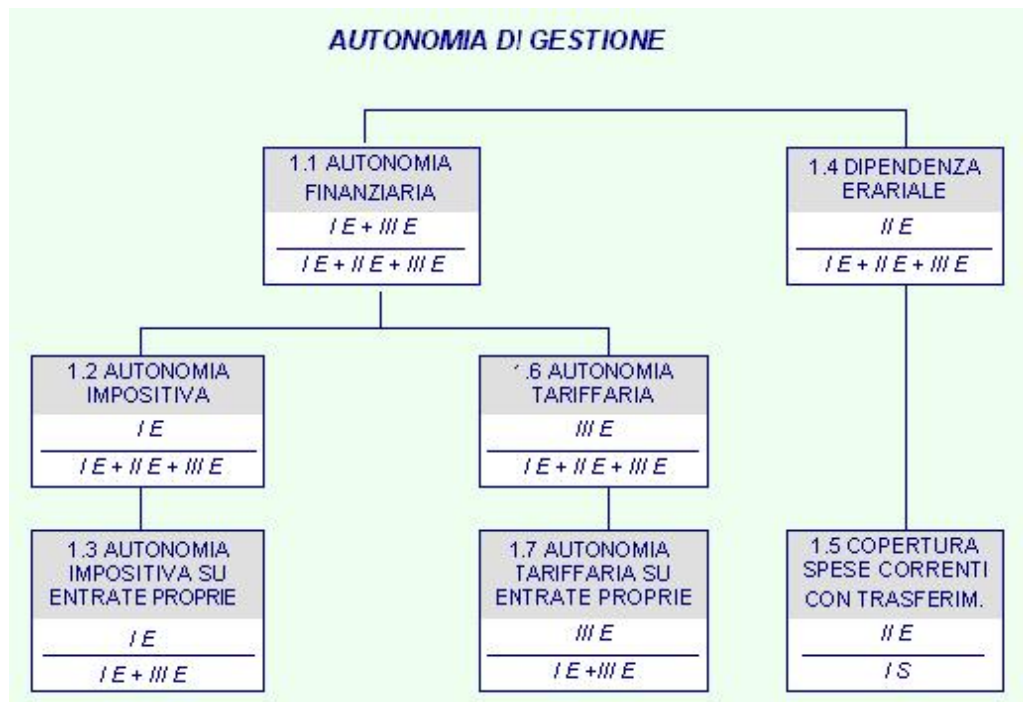 AUTONOMIA DI GESTIONE
1.1 AUTONOMIA
FINANZIARIA
I E + III E
I E + II E + III E
1.4 DIPENDENZA
ERARIALE
II E
I E + II E + III E
1.2 AUTONOMIA
IMPOSITIVA
I E
I E + II E + III E
1.6 AUTONOMIA
TARIFFARIA
III E
I E + II E + III E
1.3 AUTONOMIA
IMPOSITIVA SU
ENTRATE PROPRIE
I E
I E + III E
1.7 AUTONOMIA
TARIFFARIA SU
ENTRATE PROPRIE
III E
I E +III E
1.5 COPERTURA
SPESE CORRENTI
CON TRASFERIM.
II E
I S